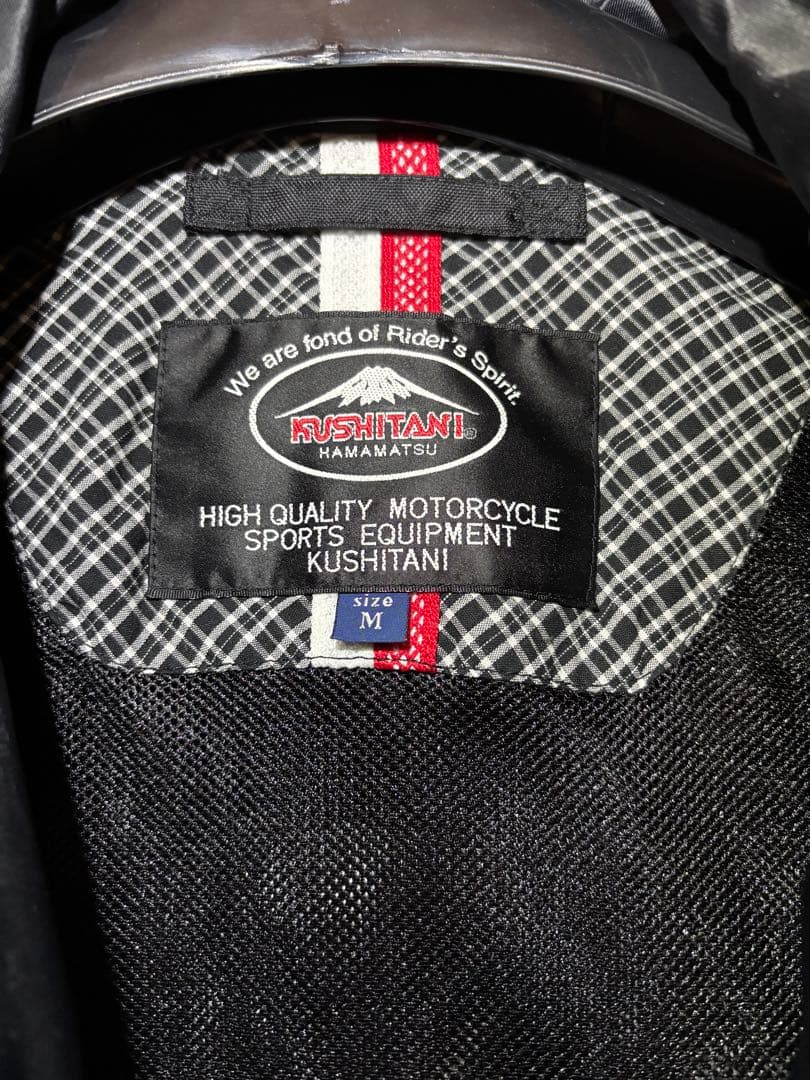 We are fond of Rider's Spirit.
KUSHITANI®
HAMAMATSU
HIGH QUALITY MOTORCYCLE
SPORTS EQUIPMENT
KUSHITANI
size
M